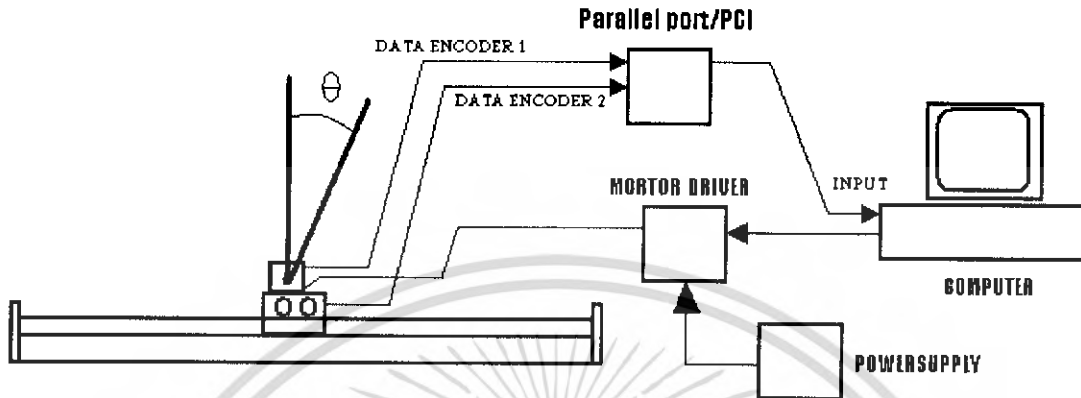 Parallel port/PCI
DATA ENCODER 1
θ
DATA ENCODER 2
MORTOR DRIVER
INPUT
COMPUTER
POWERSUPPLY